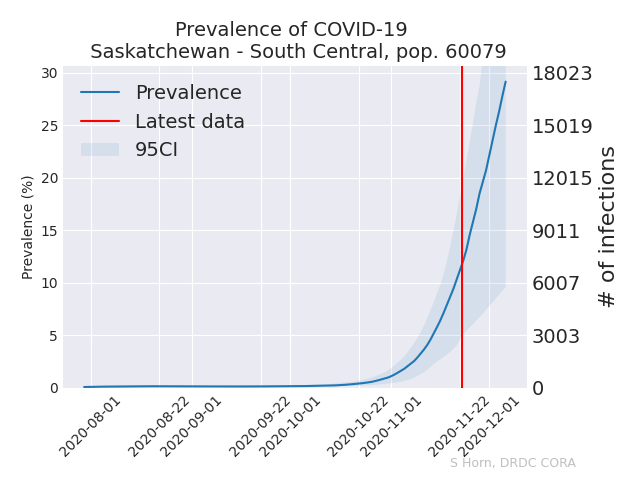 Prevalence of COVID-19
Saskatchewan - South Central, pop. 60079
Prevalence
Latest data
95CI
Prevalence (%)
30
25
20
15
10
5
0
18023
15019
12015
9011
6007
3003
0
# of infections
2020-08-01
2020-08-22
2020-09-01
2020-09-22
2020-10-01
2020-10-22
2020-11-01
2020-11-22
2020-12-01
S Horn, DRDC CORA